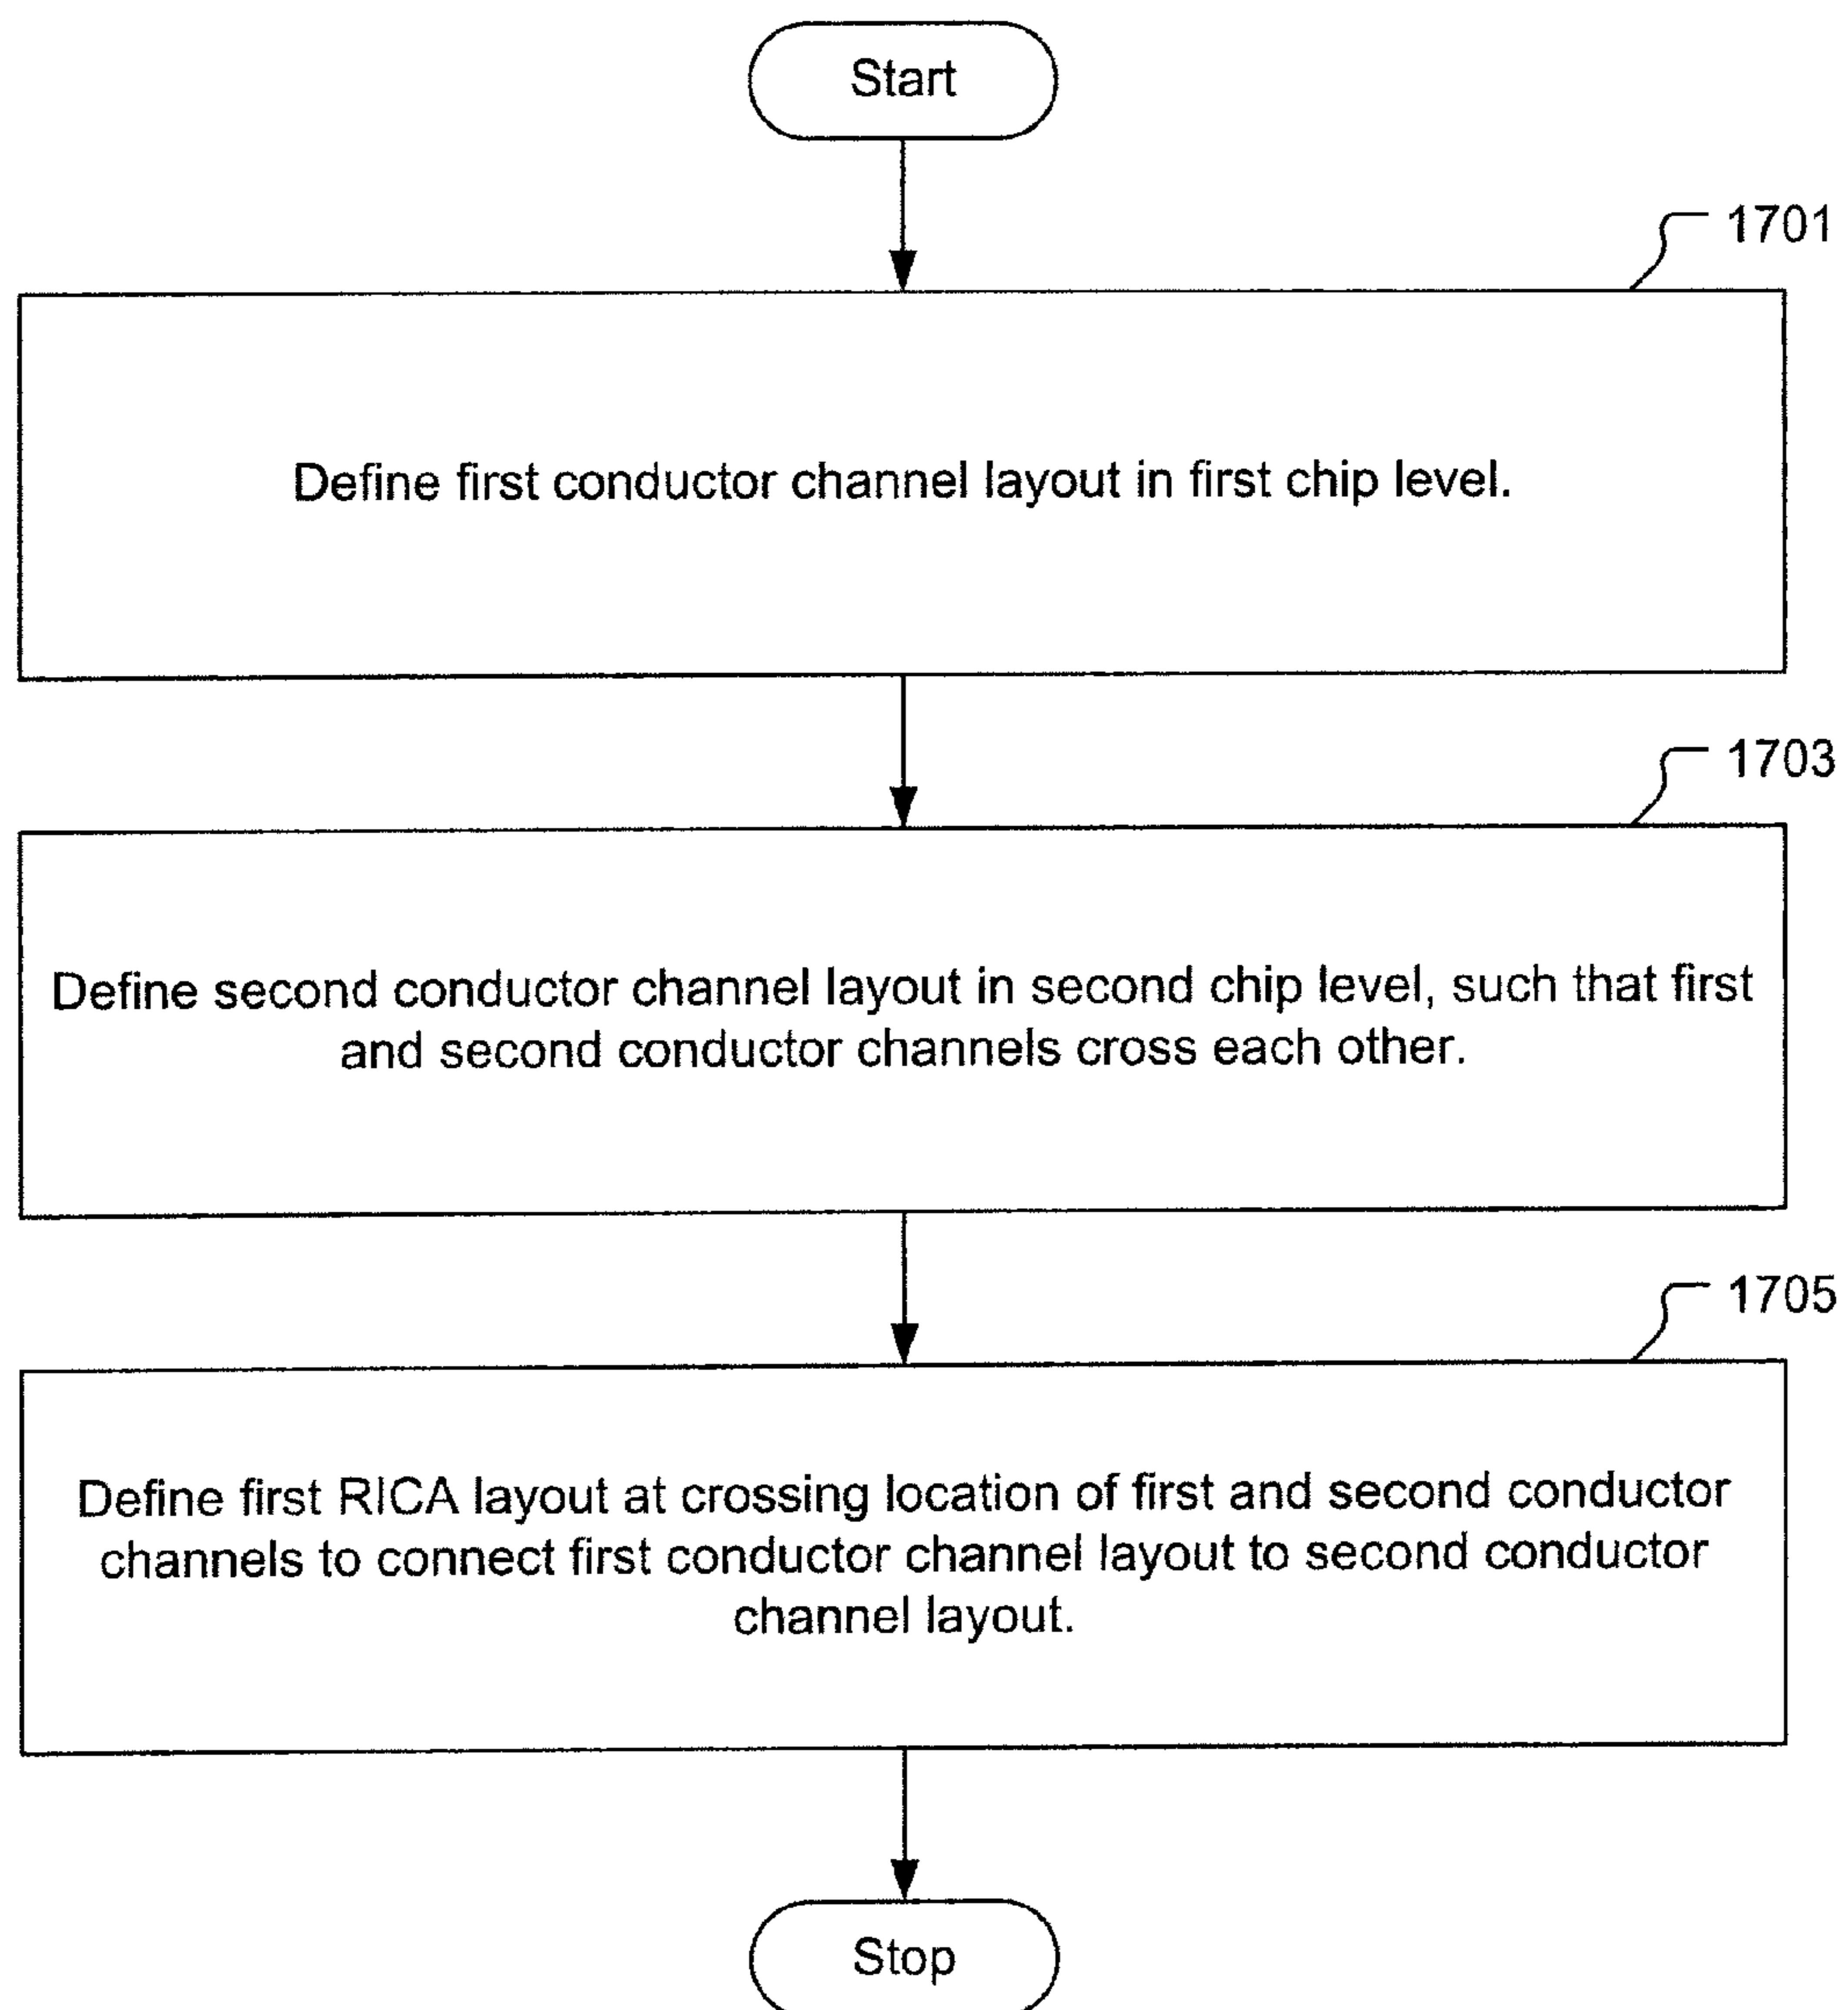 Start
1701
Define first conductor channel layout in first chip level.
1703
Define second conductor channel layout in second chip level, such that first
and second conductor channels cross each other.
1705
Define first RICA layout at crossing location of first and second conductor
channels to connect first conductor channel layout to second conductor
channel layout.
Stop